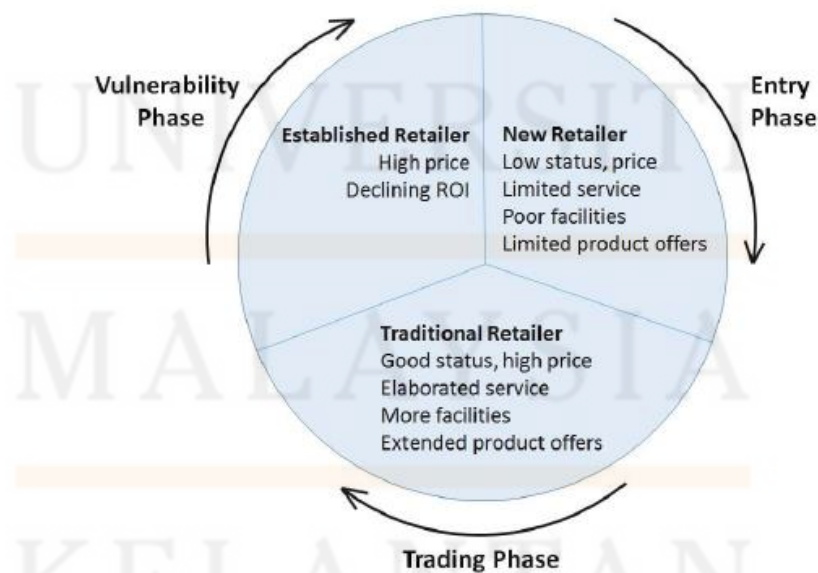 UNIVERSITI
Vulnerability
Phase
Entry
Phase
Established Retailer
High price
Declining ROI
New Retailer
Low status, price
Limited service
Poor facilities
Limited product offers
MALAYSIA
Traditional Retailer
Good status, high price
Elaborated service
More facilities
Extended product offers
Trading Phase
KELANTAN